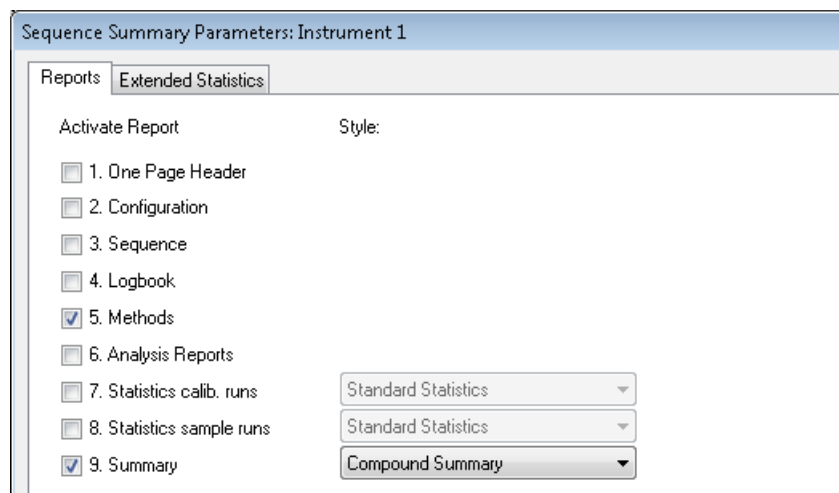 Sequence Summary Parameters: Instrument 1
Reports Extended Statistics
Activate Report Style:
1. One Page Header
2. Configuration
3. Sequence
4. Logbook
5. Methods
6. Analysis Reports
7. Statistics calib. runs Standard Statistics
8. Statistics sample runs Standard Statistics
9. Summary Compound Summary